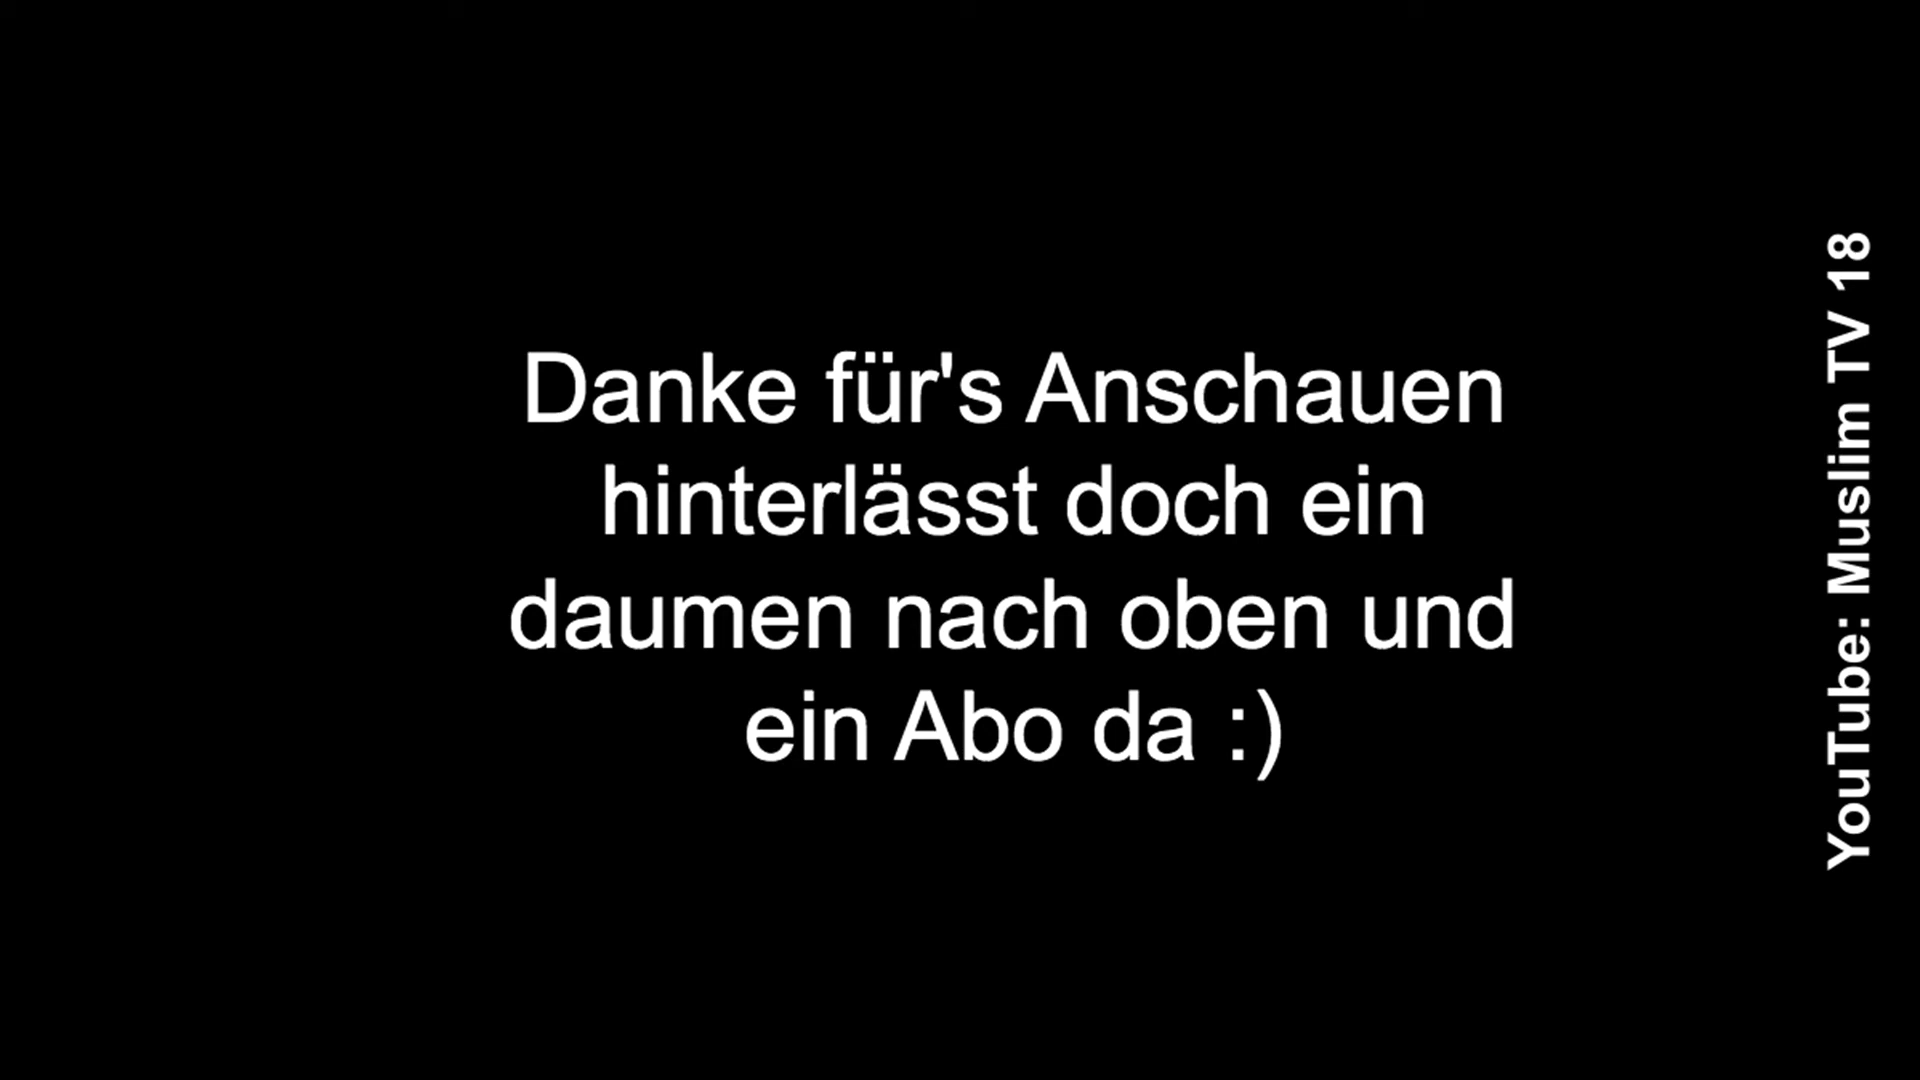 Danke für's Anschauen
hinterlässt doch ein
daumen nach oben und
ein Abo da :)
YouTube: Muslim TV 18